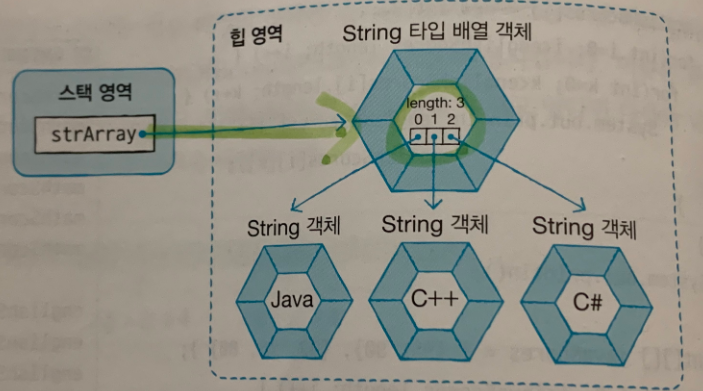 힙 영역
String 타입 배열 객체
스택 영역
strArray
length: 3
0 1 2
String 객체
String 객체
String 객체
Java
C++
C#